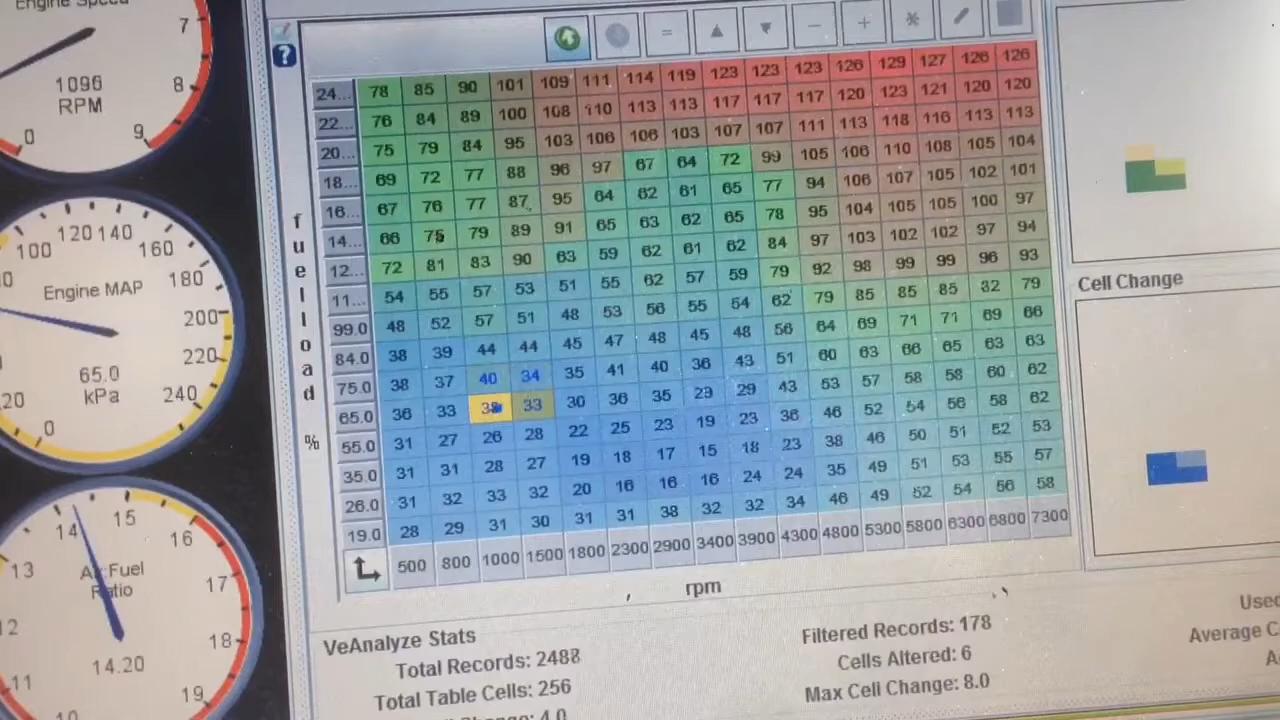 Engine Speed
7
8
9
0
1096
RPM
100
120
140
160
180
200
220
240
0
20
Engine MAP
65.0
kPa
11
12
13
14
15
16
17
18
19
10
Air Fuel
Ratio
14.20
?
= − + *
fuelload %
24... 78 85 90 101 109 111 114 119 123 123 123 126 129 127 126 126
22... 76 84 89 100 108 110 113 113 117 117 117 120 123 121 120 120
20... 75 79 84 95 103 106 106 103 107 107 111 113 118 116 113 113
18... 69 72 77 88 96 97 67 64 72 99 105 106 110 108 105 104
16... 67 76 77 87 95 64 62 61 65 77 94 106 107 105 102 101
14... 66 75 79 89 91 65 63 62 65 78 95 104 105 105 100 97
12... 72 81 83 90 63 59 62 61 62 84 97 103 102 102 97 94
11... 54 55 57 53 51 55 62 57 59 79 92 98 99 99 96 93
99.0 48 52 57 51 48 53 56 55 54 62 79 85 85 85 82 79
84.0 38 39 44 44 45 47 48 45 48 56 64 69 71 71 69 66
75.0 38 37 40 34 35 41 40 36 43 51 60 63 66 65 63 63
65.0 36 33 33 30 36 35 29 29 43 53 57 58 58 60 62
55.0 31 27 26 28 22 25 23 19 23 36 46 52 54 56 58 62
35.0 31 31 28 27 19 18 17 15 18 23 38 46 50 51 52 53
26.0 31 32 33 32 20 16 16 16 24 24 35 49 51 53 55 57
19.0 28 29 31 30 31 31 38 32 32 34 46 49 52 54 56 58
500 800 1000 1500 1800 2300 2900 3400 3900 4300 4800 5300 5800 6300 6800 7300
rpm
Cell Change
VeAnalyze Stats
Total Records: 2488
Total Table Cells: 256
4.0
Filtered Records: 178
Cells Altered: 6
Max Cell Change: 8.0
Used
Average C